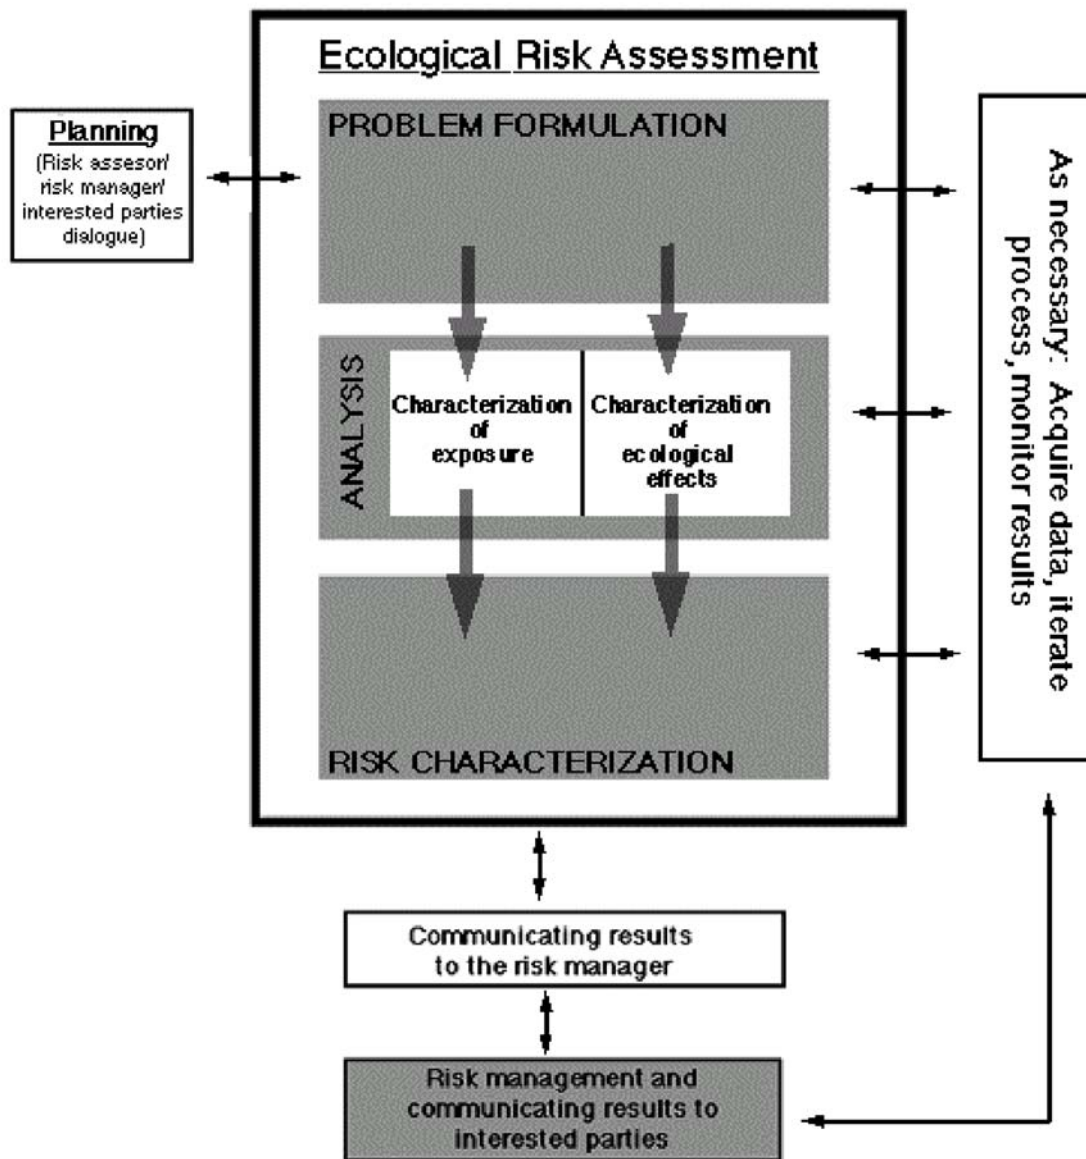 Ecological Risk Assessment
Planning
(Risk assesor/
risk manager/
interested parties
dialogue)
PROBLEM FORMULATION
ANALYSIS
Characterization
of
exposure
Characterization
of
ecological
effects
RISK CHARACTERIZATION
As necessary: Acquire data, iterate
process, monitor results
Communicating results
to the risk manager
Risk management and
communicating results to
interested parties